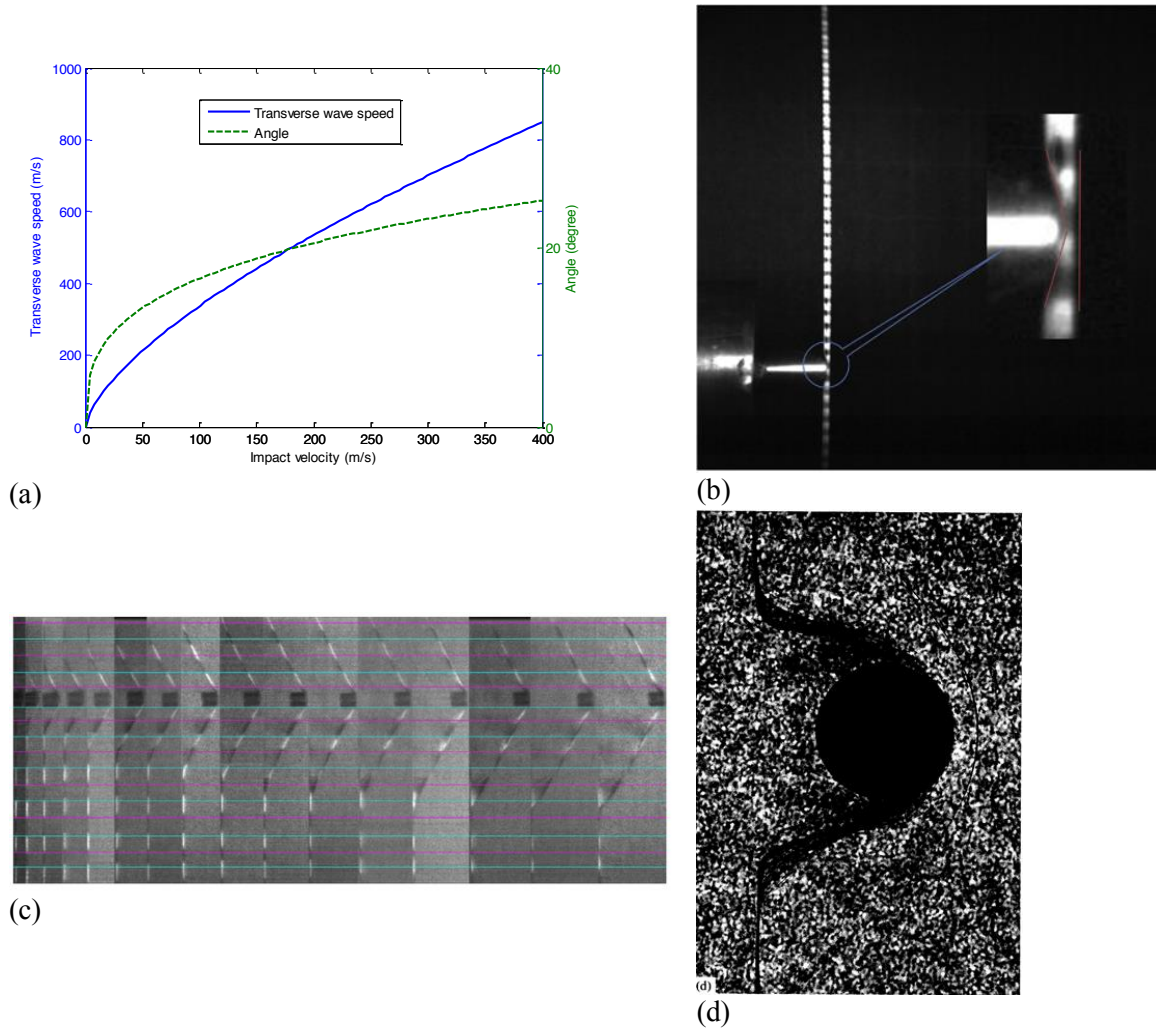 1000
800
600
400
200
0
Transverse wave speed (m/s)
Transverse wave speed
Angle
40
20
0
Angle (degree)
0 50 100 150 200 250 300 350 400
Impact velocity (m/s)
(a)
(b)
(c)
(d)
(d)